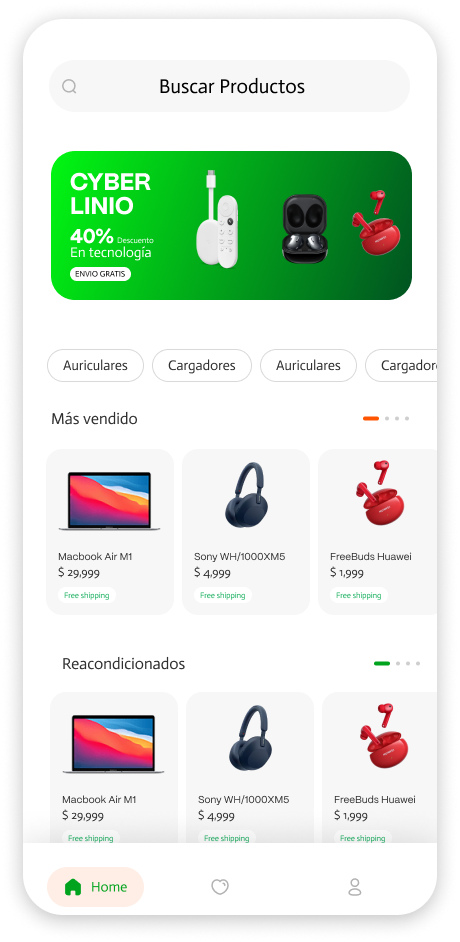 Buscar Productos
CYBER
LINIO
40% Descuento
En tecnología
ENVIO GRATIS
Auriculares Cargadores Auriculares Cargador
Más vendido
Macbook Air M1 Sony WH/1000XM5 FreeBuds Huawei
$ 29,999 $ 4,999 $ 1,999
Free shipping Free shipping Free shipping
Reacondicionados
Macbook Air M1 Sony WH/1000XM5 FreeBuds Huawei
$ 29,999 $ 4,999 $ 1,999
Free shipping Free shipping Free shipping
Home